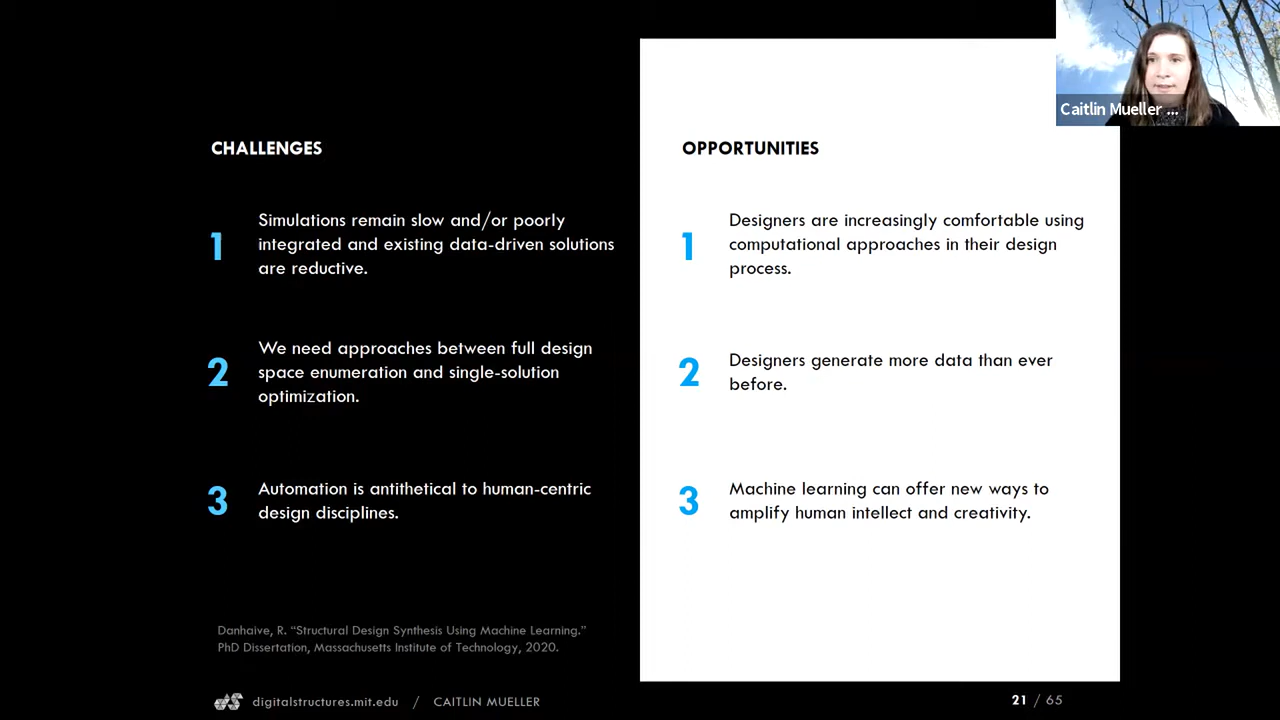 Caitlin Mueller ...
CHALLENGES
1
Simulations remain slow and/or poorly
integrated and existing data-driven solutions
are reductive.
2
We need approaches between full design
space enumeration and single-solution
optimization.
3
Automation is antithetical to human-centric
design disciplines.
Danhaive, R. “Structural Design Synthesis Using Machine Learning.”
PhD Dissertation, Massachusetts Institute of Technology, 2020.
OPPORTUNITIES
1
Designers are increasingly comfortable using
computational approaches in their design
process.
2
Designers generate more data than ever
before.
3
Machine learning can offer new ways to
amplify human intellect and creativity.
digitalstructures.mit.edu / CAITLIN MUELLER
21 / 65